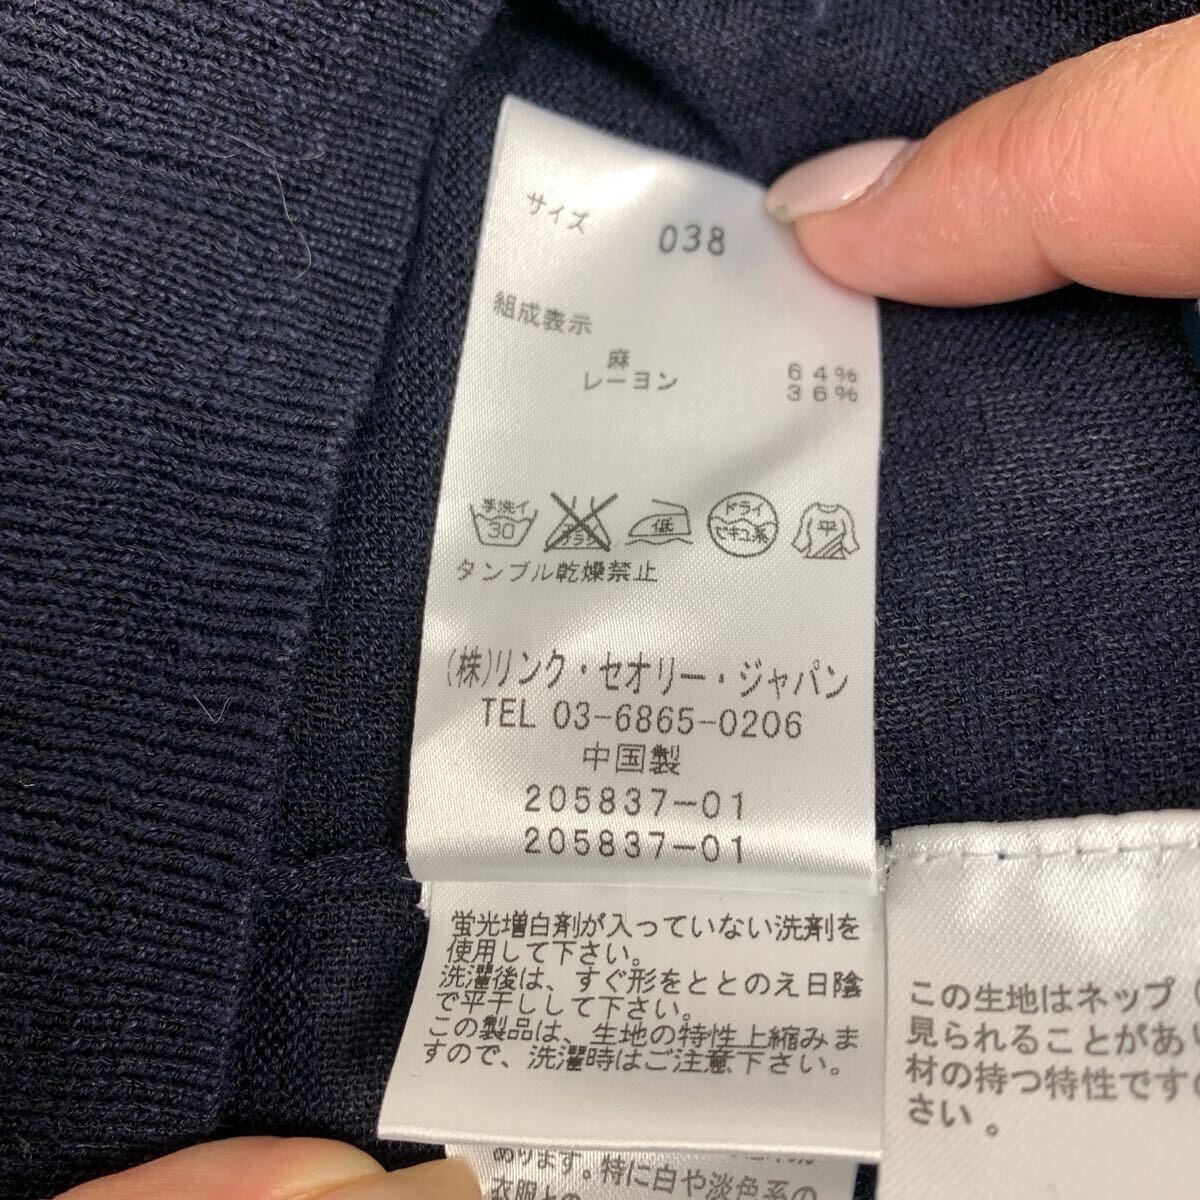 サイズ 038
組成表示
麻 64%
レーヨン 36%
手洗イ 30
低
ドライ
セキユ系
平
タンブル乾燥禁止
(株)リンク・セオリー・ジャパン
TEL 03-6865-0206
中国製
205837-01
205837-01
蛍光増白剤が入っていない洗剤を
使用して下さい。
洗濯後は、すぐ形をととのえ日陰
で平干しして下さい。
この製品は、生地の特性上縮みま
すので、洗濯時はご注意下さい。
この生地はネップ(
見られることがあり
材の持つ特性ですの
さい。
あります。特に白や淡色系の
衣服との